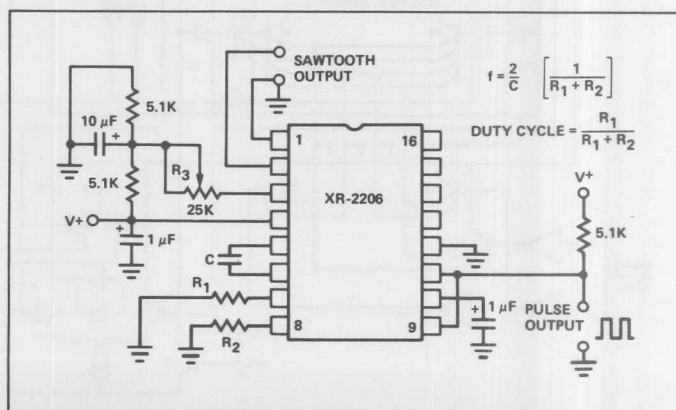 SAWTOOTH
OUTPUT
f = 2/C [1/(R1 + R2)]
DUTY CYCLE = R1/(R1 + R2)
5.1K
10 µF +
R3
5.1K
25K
V+
+
1 µF
1
16
XR-2206
8
9
C
R1
R2
V+
5.1K
+
1 µF
PULSE
OUTPUT